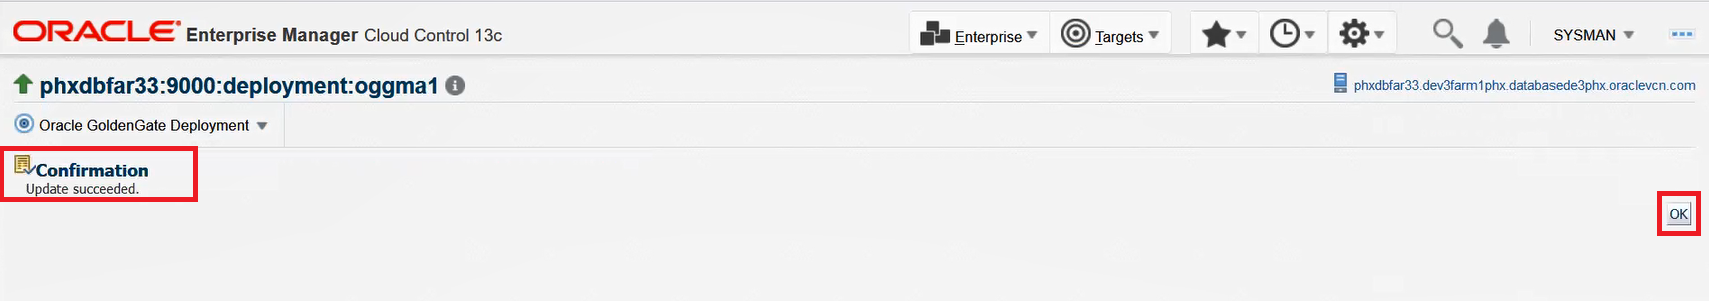 ORACLE Enterprise Manager Cloud Control 13c Enterprise Targets SYSMAN
phxdbfar33:9000:deployment:oggma1 phxdbfar33.dev3farm1phx.databasede3phx.oraclevcn.com
Oracle GoldenGate Deployment
Confirmation
Update succeeded.
OK